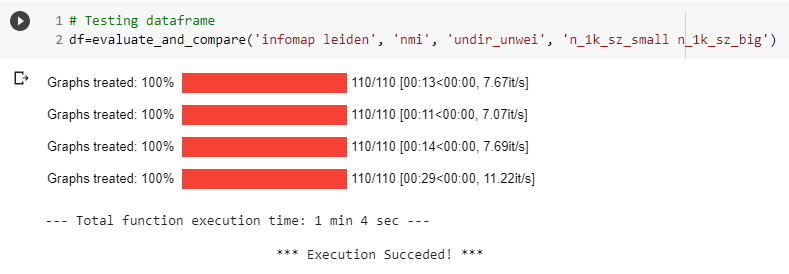 1 # Testing dataframe
2 df=evaluate_and_compare('infomap leiden', 'nmi', 'undir_unwei', 'n_1k_sz_small n_1k_sz_big')
Graphs treated: 100% 110/110 [00:13<00:00, 7.67it/s]
Graphs treated: 100% 110/110 [00:11<00:00, 7.07it/s]
Graphs treated: 100% 110/110 [00:14<00:00, 7.69it/s]
Graphs treated: 100% 110/110 [00:29<00:00, 11.22it/s]
--- Total function execution time: 1 min 4 sec ---
*** Execution Succeded! ***